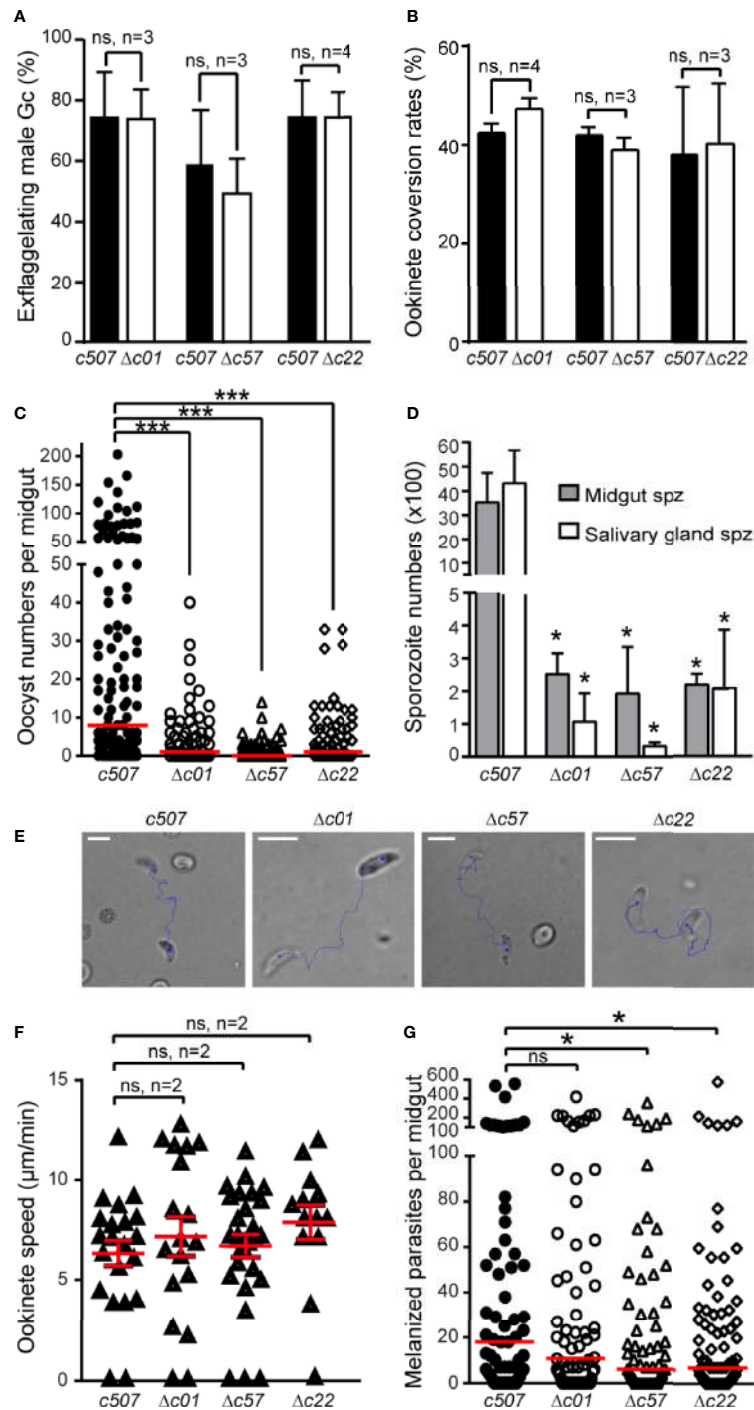 A
Exflaggelating male Gc (%)
100
80
60
40
20
0
ns, n=3
ns, n=3
ns, n=4
c507 Δc01
c507 Δc57
c507 Δc22
B
Ookinete coversion rates (%)
60
40
20
0
ns, n=4
ns, n=3
ns, n=3
c507 Δc01
c507 Δc57
c507 Δc22
C
Oocyst numbers per midgut
200
150
100
50
50
40
30
20
10
0
***
***
***
c507
Δc01
Δc57
Δc22
D
Sporozoite numbers (x100)
60
50
40
30
20
10
5
4
3
2
1
0
Midgut spz
Salivary gland spz
* * * * * *
c507
Δc01
Δc57
Δc22
E
c507
Δc01
Δc57
Δc22
F
Ookinete speed (µm/min)
15
10
5
0
ns, n=2
ns, n=2
ns, n=2
c507
Δc01
Δc57
Δc22
G
Melanized parasites per midgut
600
400
300
200
100
100
80
60
40
20
0
*
*
ns
c507
Δc01
Δc57
Δc22